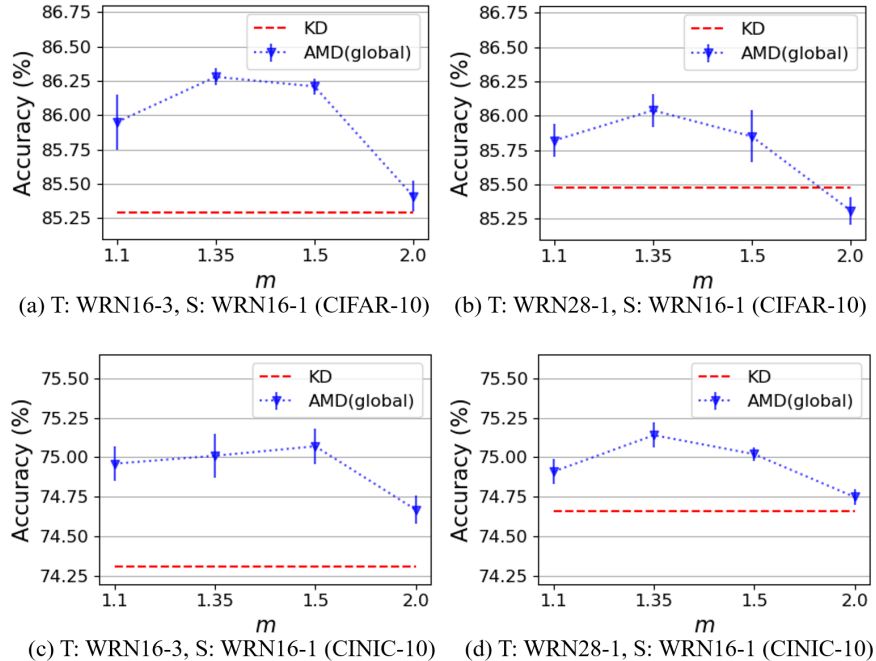 86.75
86.50
86.25
86.00
85.75
85.50
85.25
Accuracy (%)
KD
AMD(global)
1.1 1.35 1.5 2.0
m
(a) T: WRN16-3, S: WRN16-1 (CIFAR-10)
86.75
86.50
86.25
86.00
85.75
85.50
85.25
Accuracy (%)
KD
AMD(global)
1.1 1.35 1.5 2.0
m
(b) T: WRN28-1, S: WRN16-1 (CIFAR-10)
75.50
75.25
75.00
74.75
74.50
74.25
Accuracy (%)
KD
AMD(global)
1.1 1.35 1.5 2.0
m
(c) T: WRN16-3, S: WRN16-1 (CINIC-10)
75.50
75.25
75.00
74.75
74.50
74.25
Accuracy (%)
KD
AMD(global)
1.1 1.35 1.5 2.0
m
(d) T: WRN28-1, S: WRN16-1 (CINIC-10)